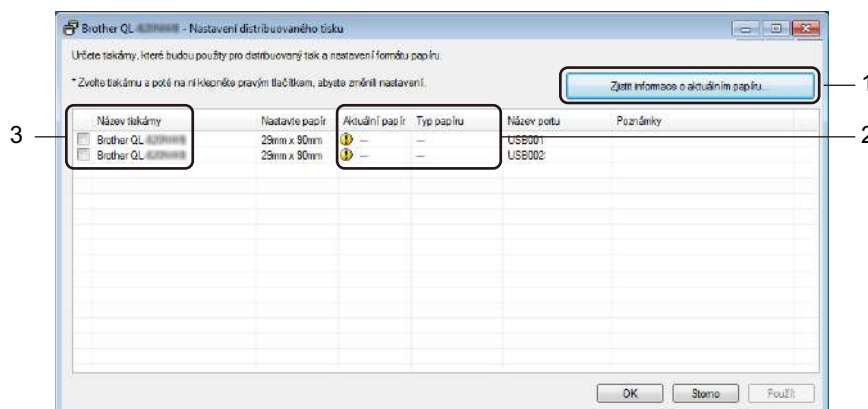 Brother QL - Nastavení distribuovaného tisku
Určete tiskárny, které budou použity pro distribuovaný tisk a nastavení formátu papíru.
* Zvolte tiskárnu a poté na ni klepněte pravým tlačítkem, abyste změnili nastavení.
Zjistit informace o aktuálním papíru...
1
3
Název tiskárny Nastavte papír Aktuální papír Typ papíru Název portu Poznámky
Brother QL 29mm x 90mm -- -- USB001
2
Brother QL 29mm x 90mm -- -- USB002
OK Storno Použít